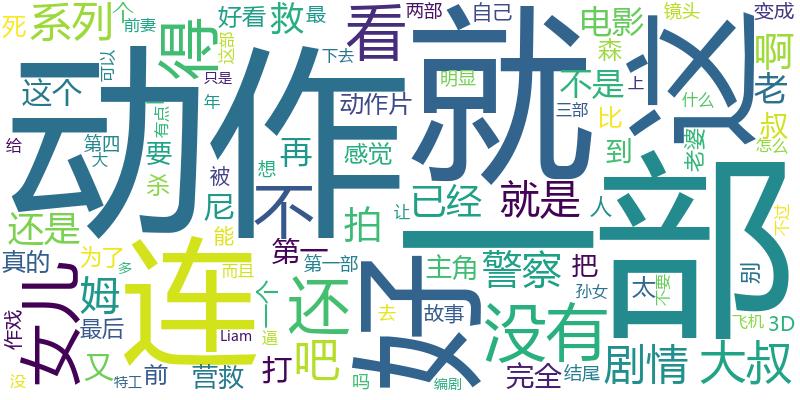 死
系列
个
前妻
得
这部
好看
救
最
看
两部
自己
就
电影
镜头
变成
这
啊
动作
只是
下去
明显
森
上
不是
什么
老
这个
可以
年
动作片
三部
比
叔
给
第四
大
有点
要
杀
被
想
再
感觉
到
老婆
怎么
尼
不
已经
就是
人
部
还是
能
拍
让
一
不过
真的
为了
多
连
而且
第一
第一部
好
主角
警察
把
太
不要
别
女儿
姆
一个
还
去
故事
没有
孙女
飞机
3D
作戏
最后
Liam
逼
吧
剧情
大叔
没
又
特工
前
营救
打
吗
编剧
完全
结尾